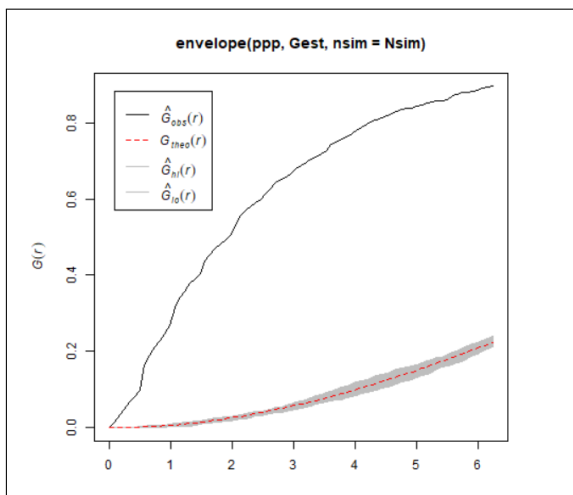 envelope(ppp, Gest, nsim = Nsim)
Ĝobs(r)
Gtheo(r)
Ĝhi(r)
Ĝlo(r)
G(r)
0.8
0.6
0.4
0.2
0.0
0 1 2 3 4 5 6